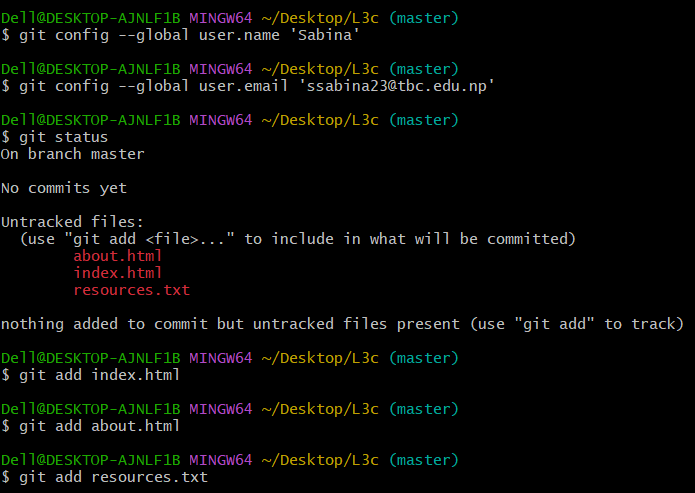 Dell@DESKTOP-AJNLF1B MINGW64 ~/Desktop/L3c (master)
$ git config --global user.name 'Sabina'
Dell@DESKTOP-AJNLF1B MINGW64 ~/Desktop/L3c (master)
$ git config --global user.email 'ssabina23@tbc.edu.np'
Dell@DESKTOP-AJNLF1B MINGW64 ~/Desktop/L3c (master)
$ git status
On branch master
No commits yet
Untracked files:
(use "git add <file>..." to include in what will be committed)
about.html
index.html
resources.txt
nothing added to commit but untracked files present (use "git add" to track)
Dell@DESKTOP-AJNLF1B MINGW64 ~/Desktop/L3c (master)
$ git add index.html
Dell@DESKTOP-AJNLF1B MINGW64 ~/Desktop/L3c (master)
$ git add about.html
Dell@DESKTOP-AJNLF1B MINGW64 ~/Desktop/L3c (master)
$ git add resources.txt